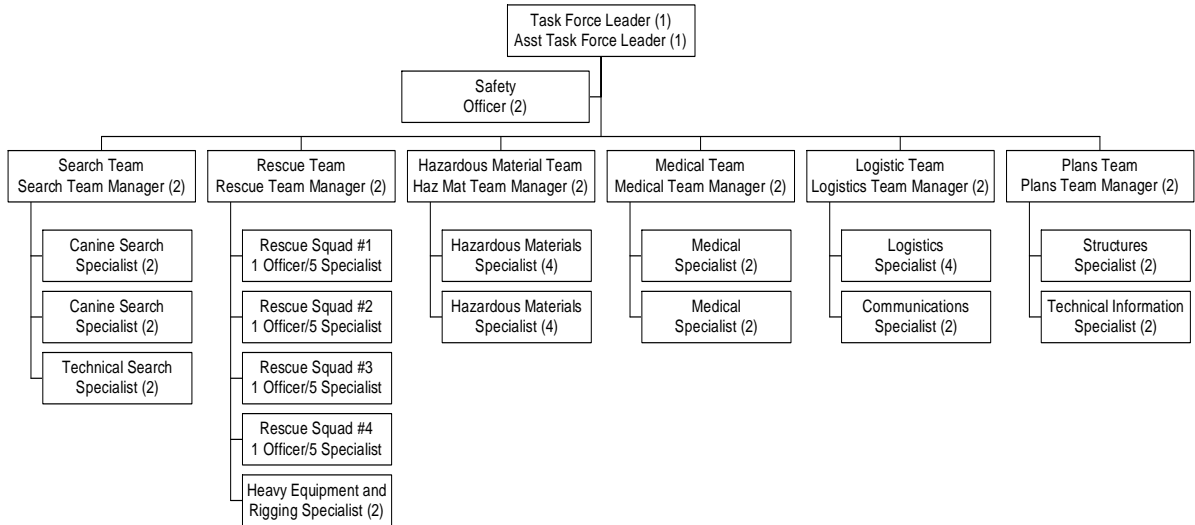 Task Force Leader (1)
Asst Task Force Leader (1)
Safety
Officer (2)
Search Team
Search Team Manager (2)
Rescue Team
Rescue Team Manager (2)
Hazardous Material Team
Haz Mat Team Manager (2)
Medical Team
Medical Team Manager (2)
Logistic Team
Logistics Team Manager (2)
Plans Team
Plans Team Manager (2)
Canine Search
Specialist (2)
Canine Search
Specialist (2)
Technical Search
Specialist (2)
Rescue Squad #1
1 Officer/5 Specialist
Rescue Squad #2
1 Officer/5 Specialist
Rescue Squad #3
1 Officer/5 Specialist
Rescue Squad #4
1 Officer/5 Specialist
Heavy Equipment and
Rigging Specialist (2)
Hazardous Materials
Specialist (4)
Hazardous Materials
Specialist (4)
Medical
Specialist (2)
Medical
Specialist (2)
Logistics
Specialist (4)
Communications
Specialist (2)
Structures
Specialist (2)
Technical Information
Specialist (2)